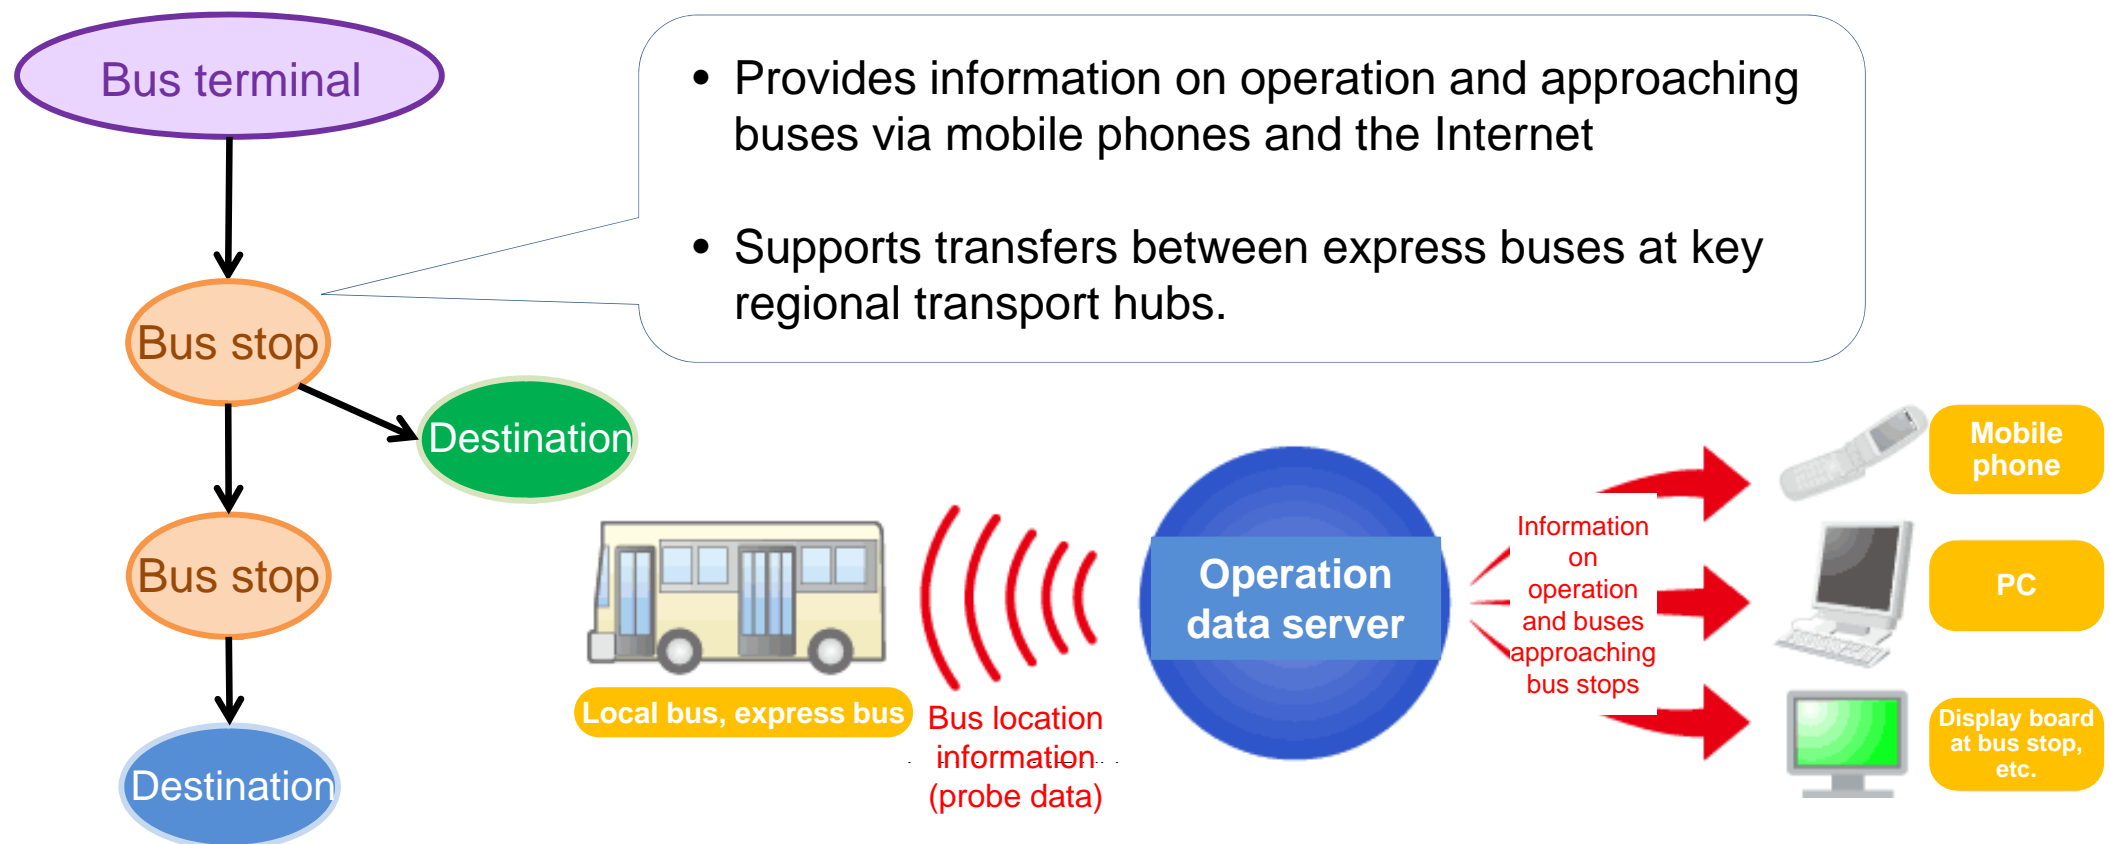 Bus terminal
• Provides information on operation and approaching
buses via mobile phones and the Internet
• Supports transfers between express buses at key
regional transport hubs.
Bus stop
Destination
Bus stop
Destination
Local bus, express bus
Bus location
information
(probe data)
Operation
data server
Information
on
operation
and buses
approaching
bus stops
Mobile
phone
PC
Display board
at bus stop,
etc.